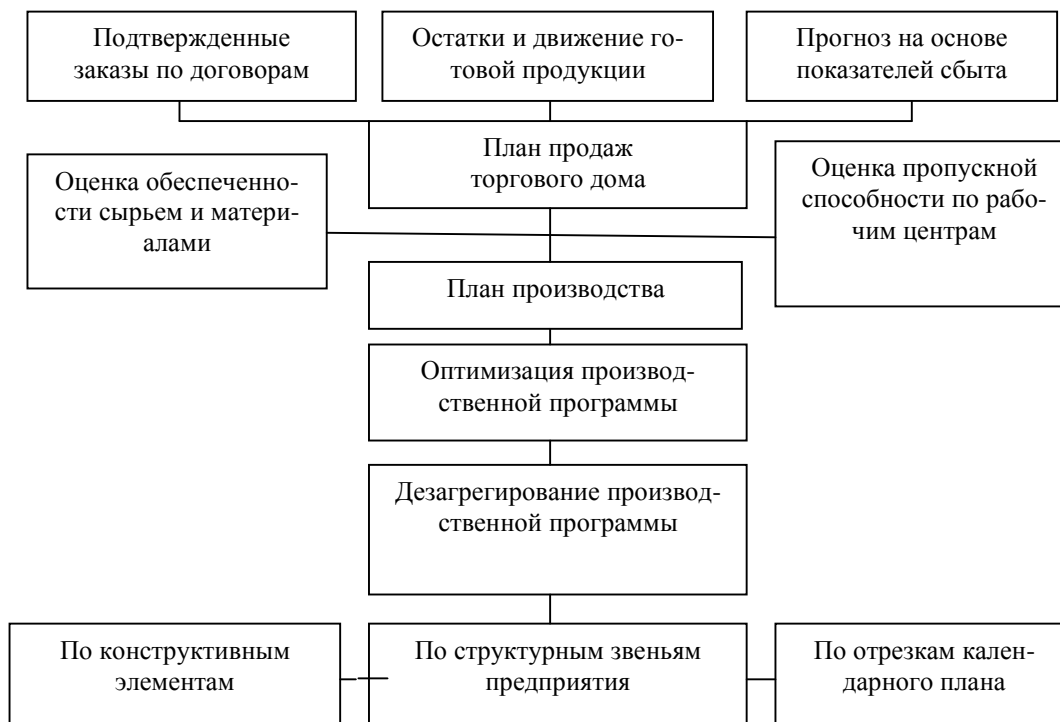 Подтвержденные
заказы по договорам
Остатки и движение го-
товой продукции
Прогноз на основе
показателей сбыта
План продаж
торгового дома
Оценка обеспеченно-
сти сырьем и матери-
алами
Оценка пропускной
способности по рабо-
чим центрам
План производства
Оптимизация производ-
ственной программы
Дезагрегирование производ-
ственной программы
По конструктивным
элементам
По структурным звеньям
предприятия
По отрезкам кален-
дарного плана